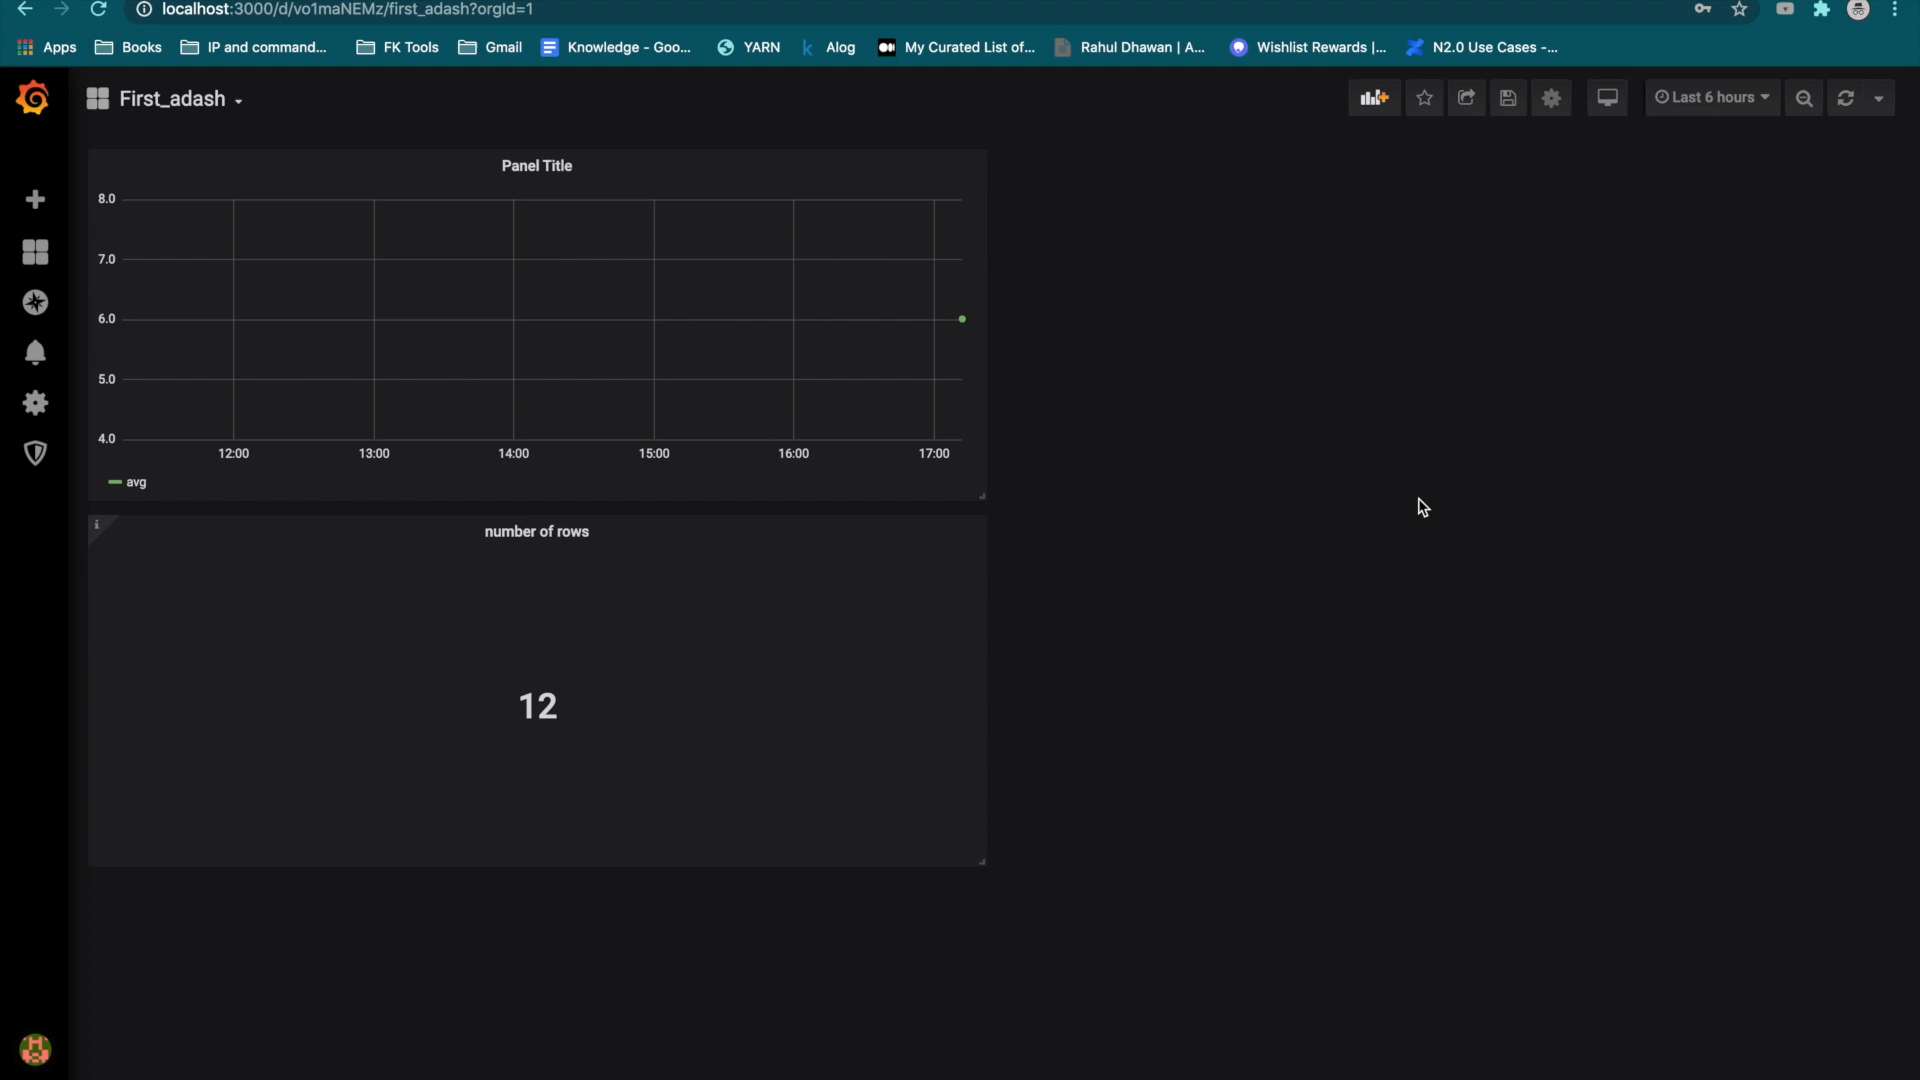 localhost:3000/d/vo1maNEMz/first_adash?orgId=1
Apps Books IP and command... FK Tools Gmail Knowledge - Goo... YARN Alog My Curated List of... Rahul Dhawan | A... Wishlist Rewards |... N2.0 Use Cases -...
First_adash
Last 6 hours
Panel Title
8.0
7.0
6.0
5.0
4.0
12:00 13:00 14:00 15:00 16:00 17:00
avg
i
number of rows
12